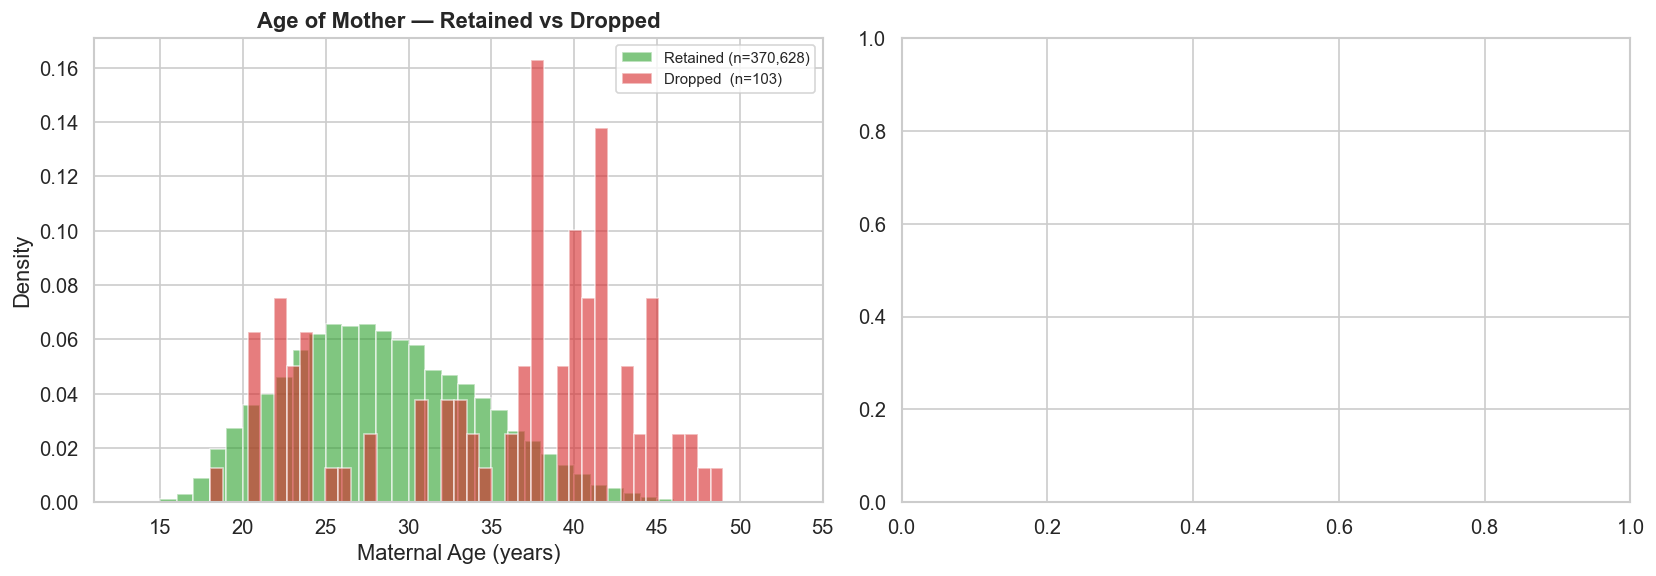 Age of Mother — Retained vs Dropped
Retained (n=370,628)
Dropped (n=103)
0.16
0.14
0.12
0.10
0.08
0.06
0.04
0.02
0.00
Density
15 20 25 30 35 40 45 50 55
Maternal Age (years)
1.0
0.8
0.6
0.4
0.2
0.0
0.0 0.2 0.4 0.6 0.8 1.0